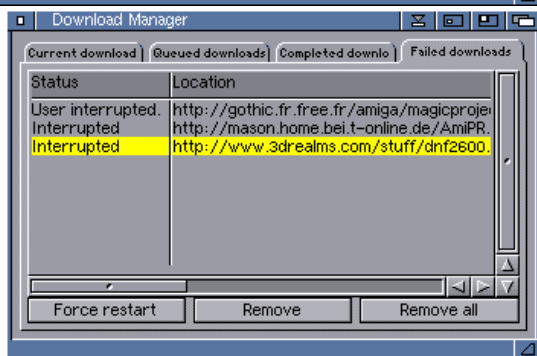 Download Manager
Current download Queued downloads Completed downlo Failed downloads
Status Location
User interrupted. http://gothic.fr.free.fr/amiga/magicprojec
Interrupted http://mason.home.bei.t-online.de/AmiPR.
Interrupted http://www.3drealms.com/stuff/dnf2600.
Force restart Remove Remove all